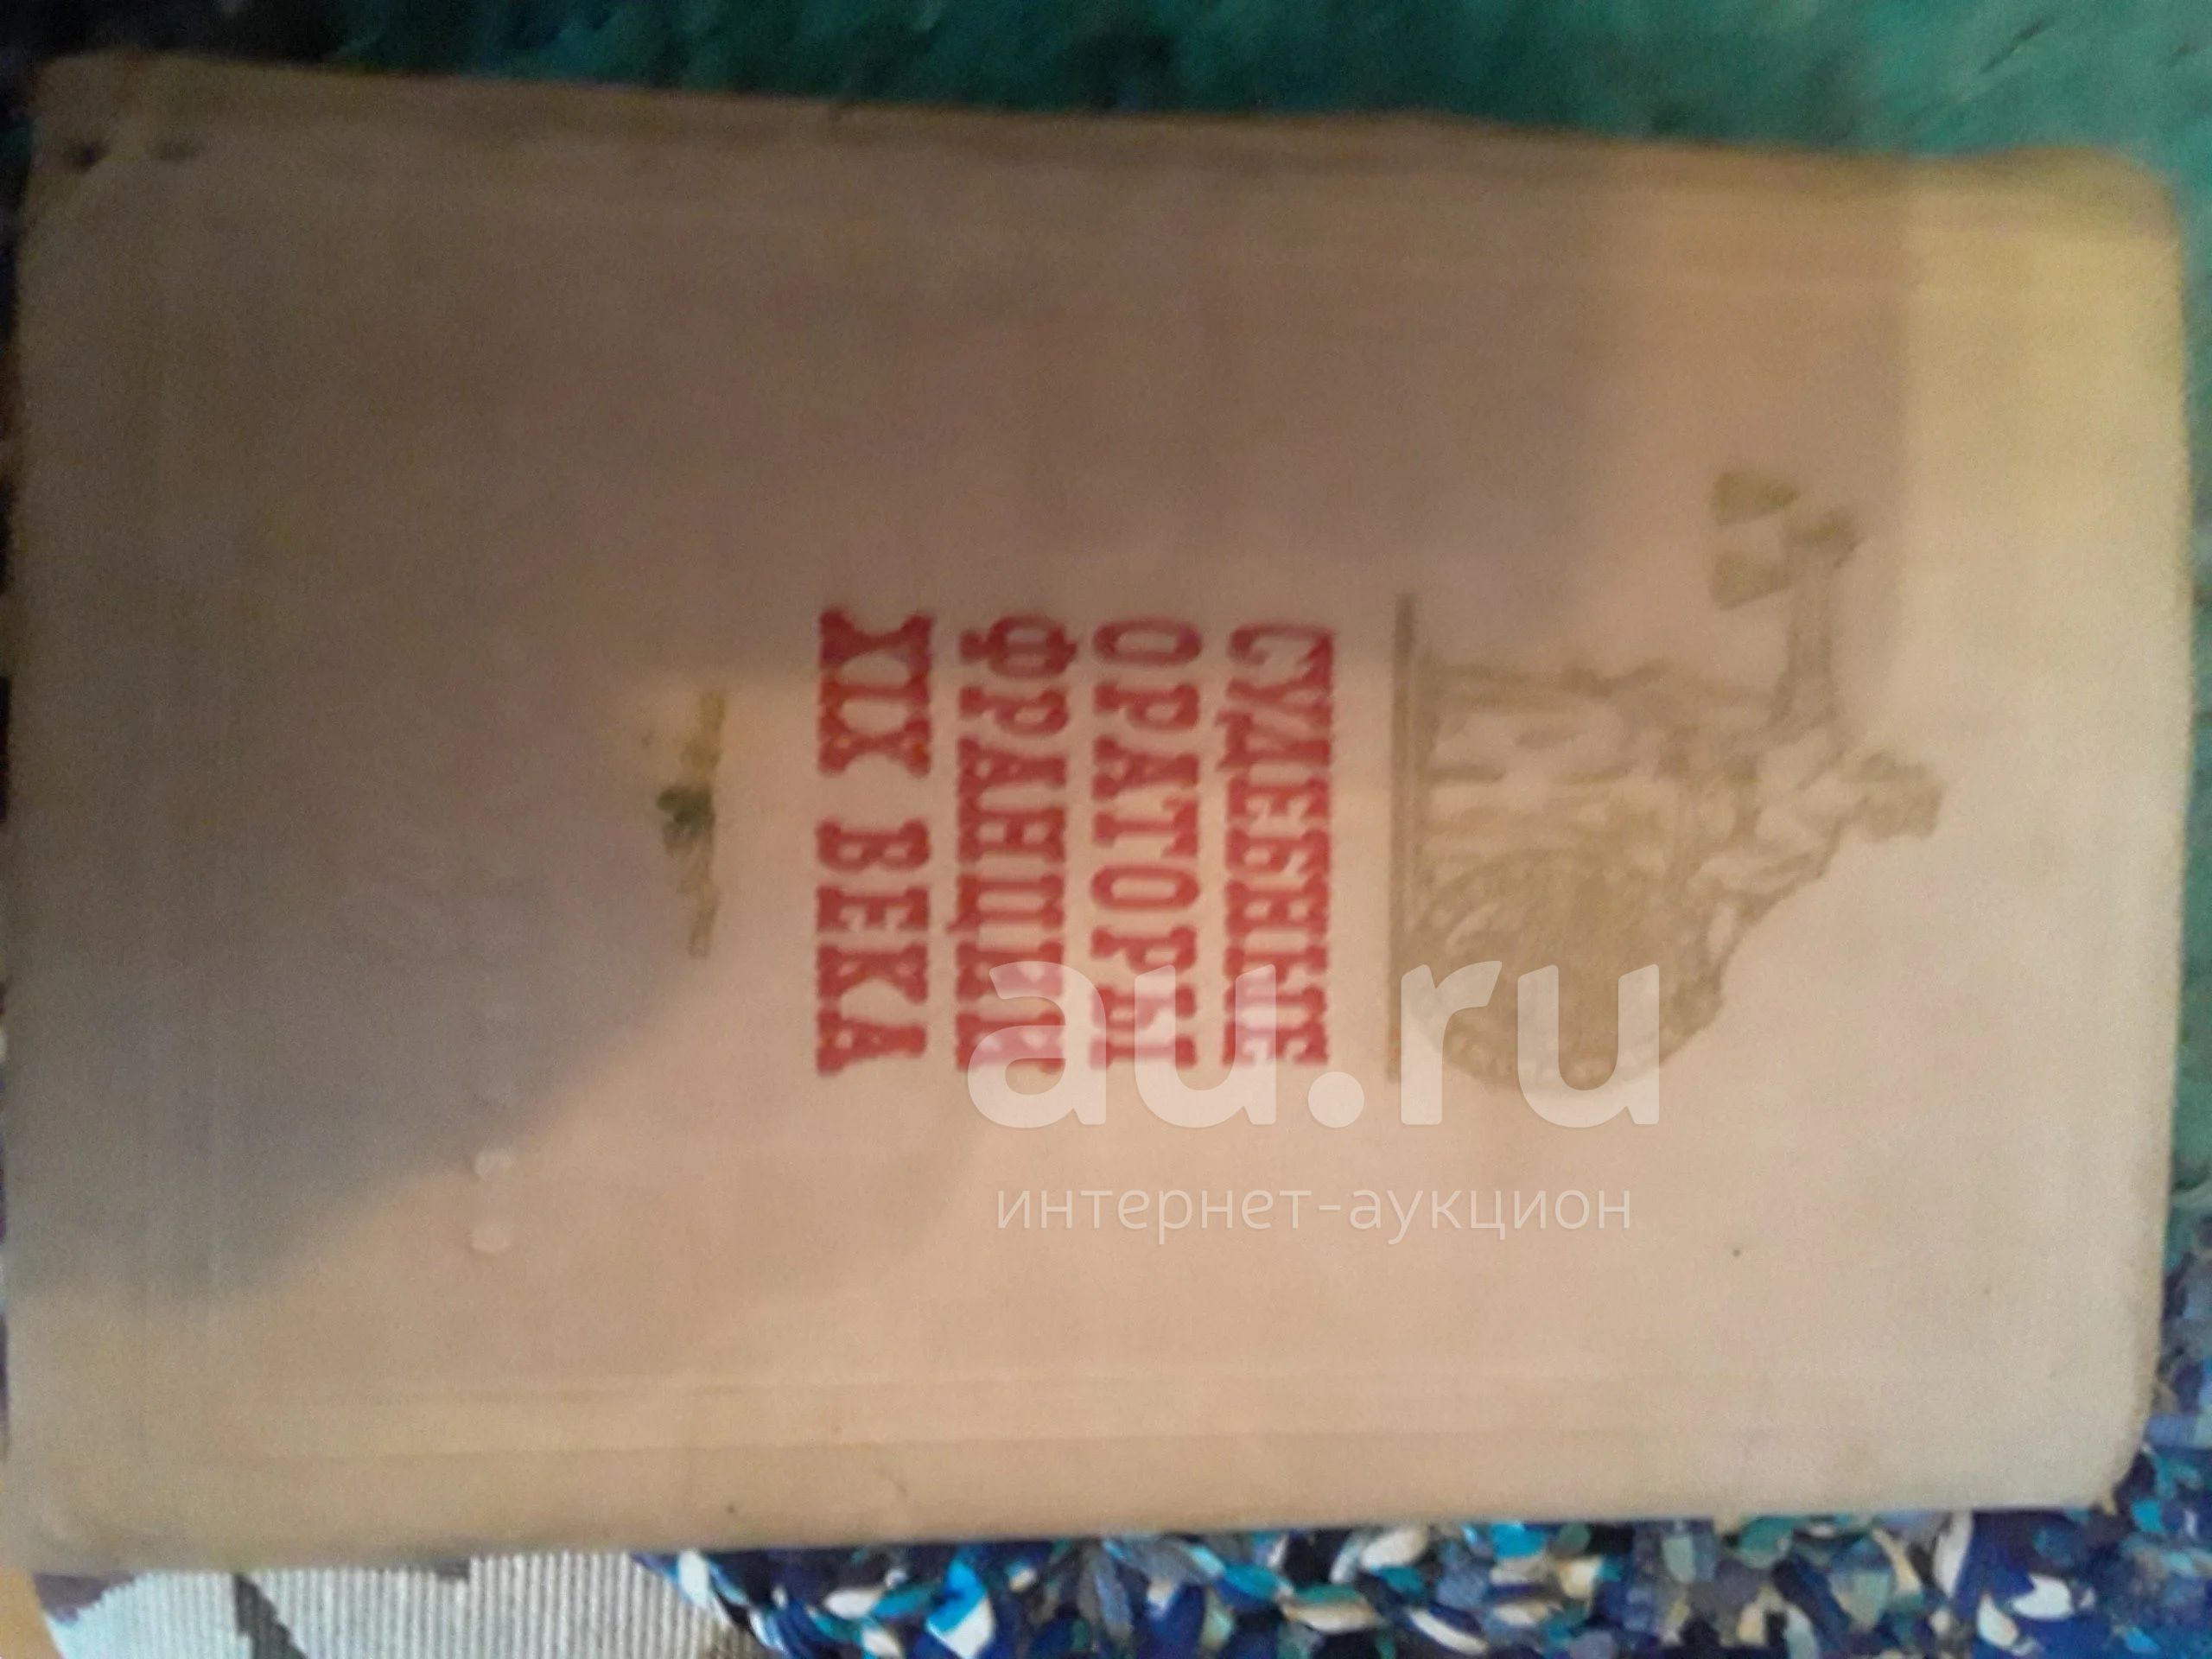 СУДЕБНЫЕ
ОРАТОРЫ
ФРАНЦИИ
XIX ВЕКА
au.ru
интернет-аукцион